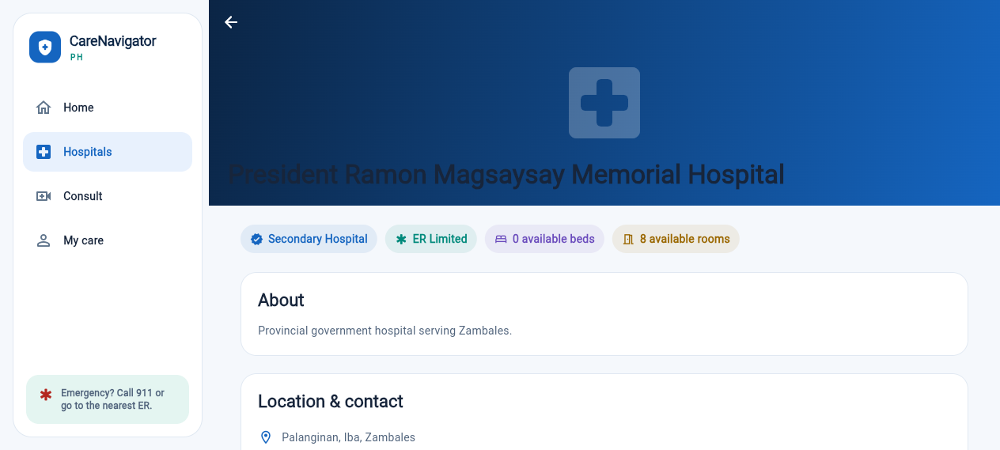 CareNavigator
PH
Home
Hospitals
Consult
My care
Emergency? Call 911 or
go to the nearest ER.
President Ramon Magsaysay Memorial Hospital
Secondary Hospital
ER Limited
0 available beds
8 available rooms
About
Provincial government hospital serving Zambales.
Location & contact
Palanginan, Iba, Zambales